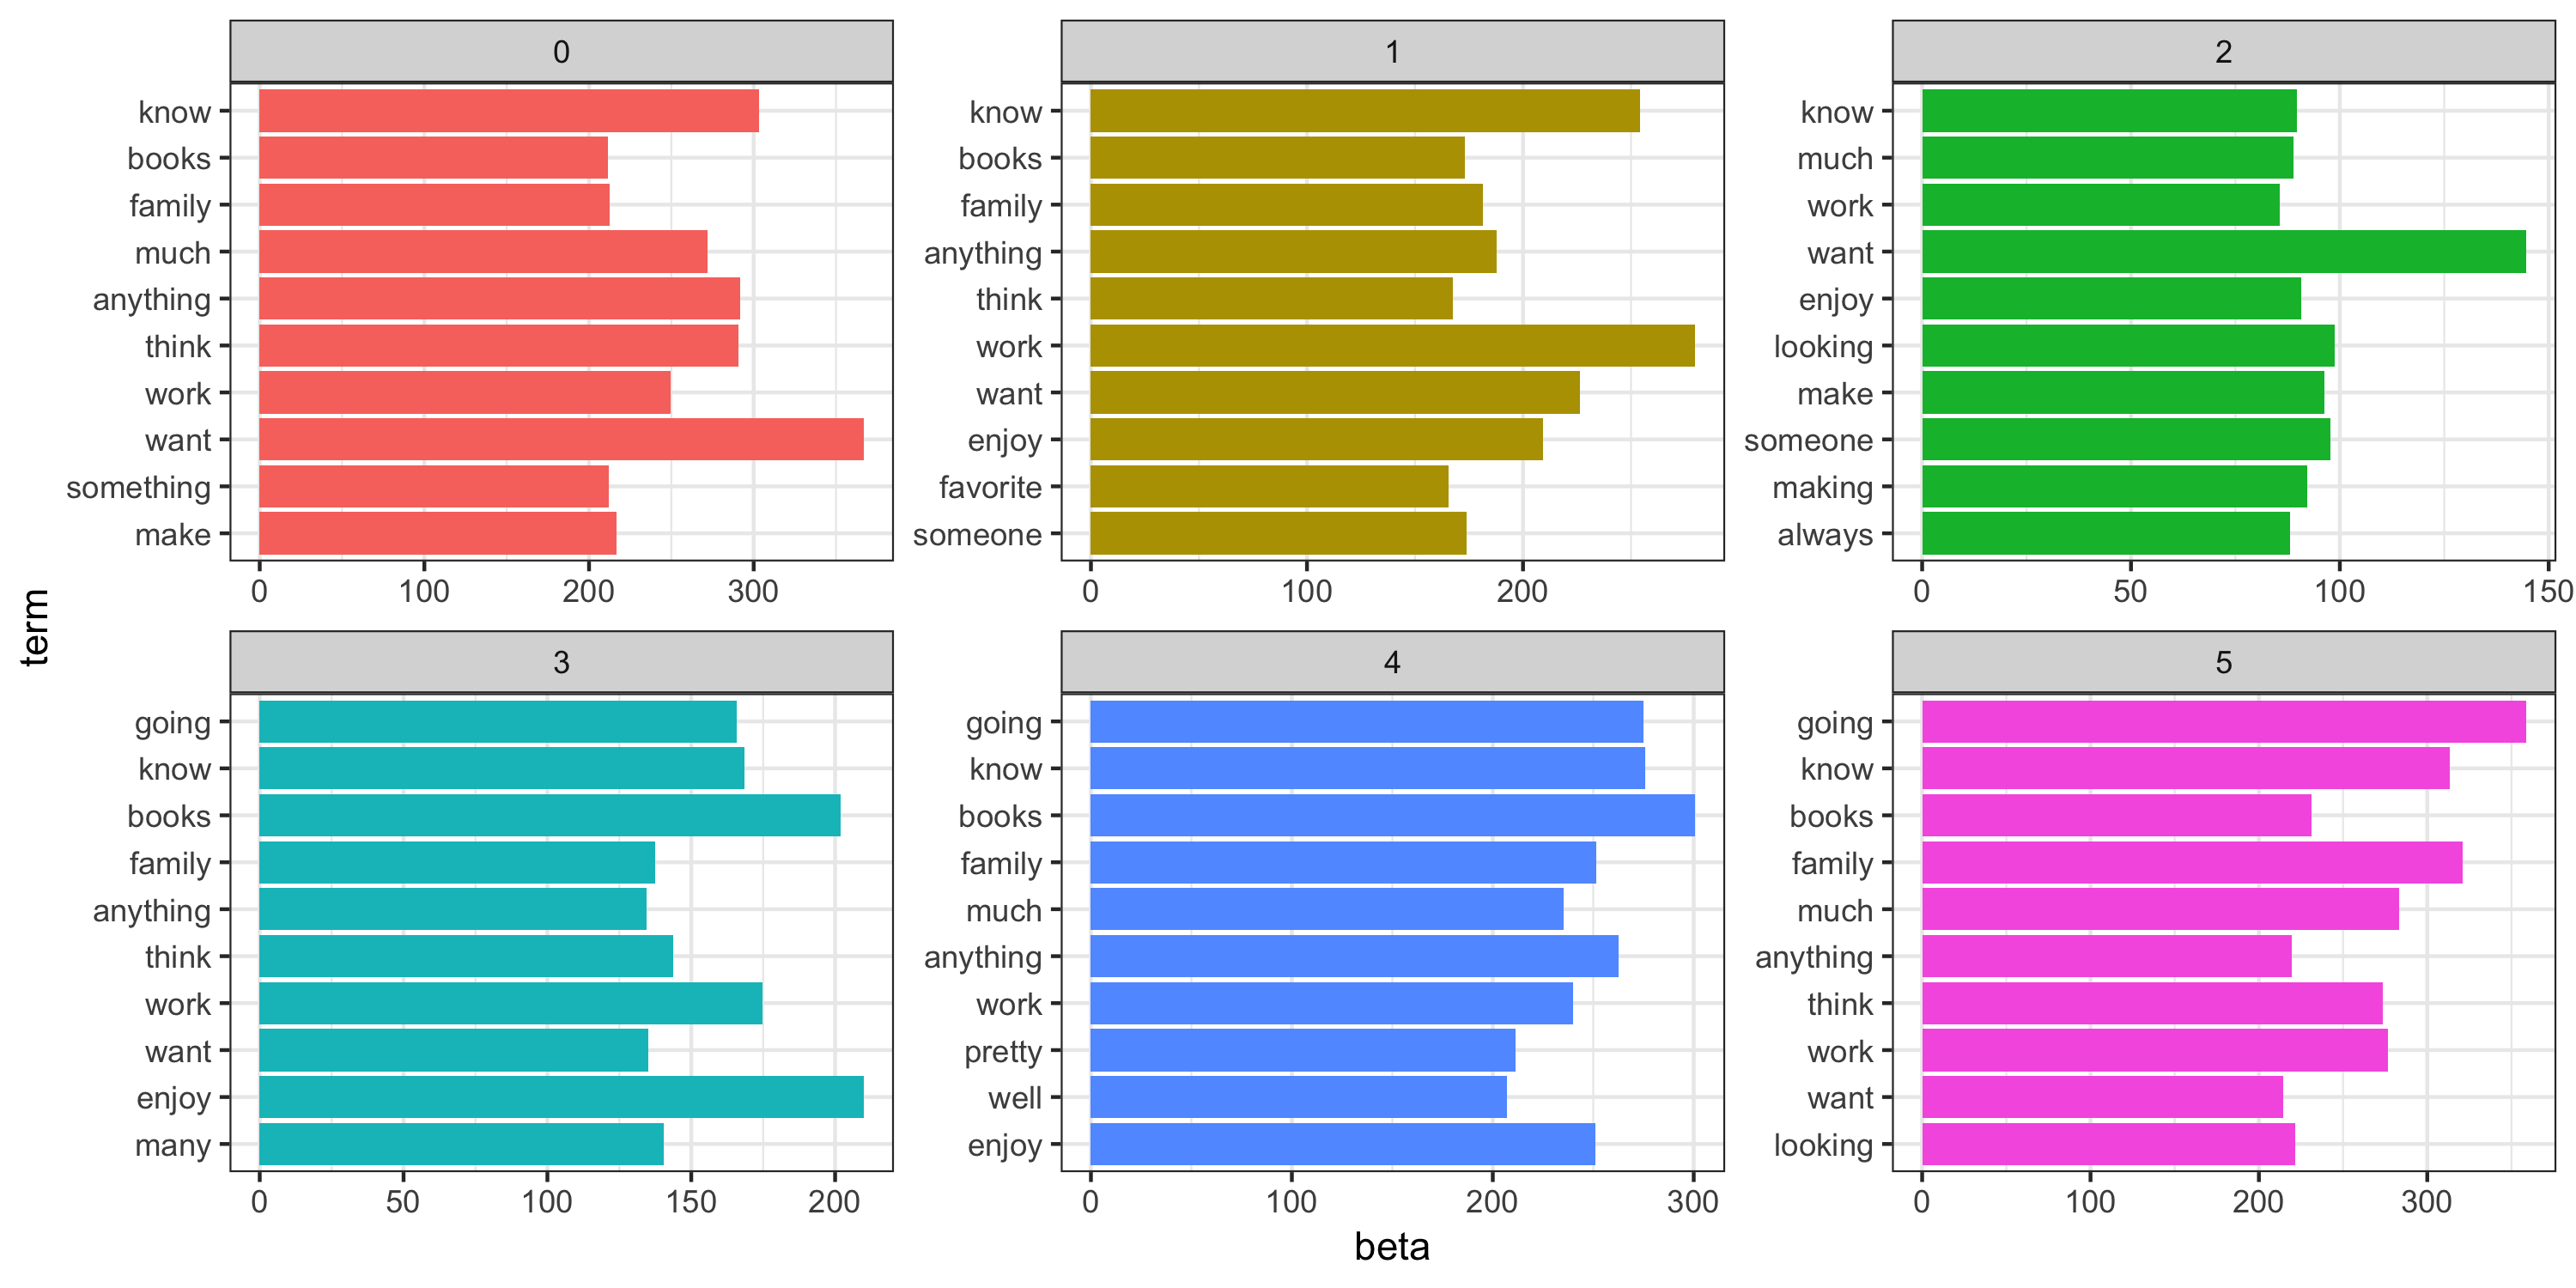 0
know
books
family
much
anything
think
work
want
something
make
0 100 200 300
1
know
books
family
anything
think
work
want
enjoy
favorite
someone
0 100 200
2
know
much
work
want
enjoy
looking
make
someone
making
always
0 50 100 150
3
going
know
books
family
anything
think
work
want
enjoy
many
0 50 100 150 200
4
going
know
books
family
much
anything
work
pretty
well
enjoy
0 100 200 300
5
going
know
books
family
much
anything
think
work
want
looking
0 100 200 300
term
beta